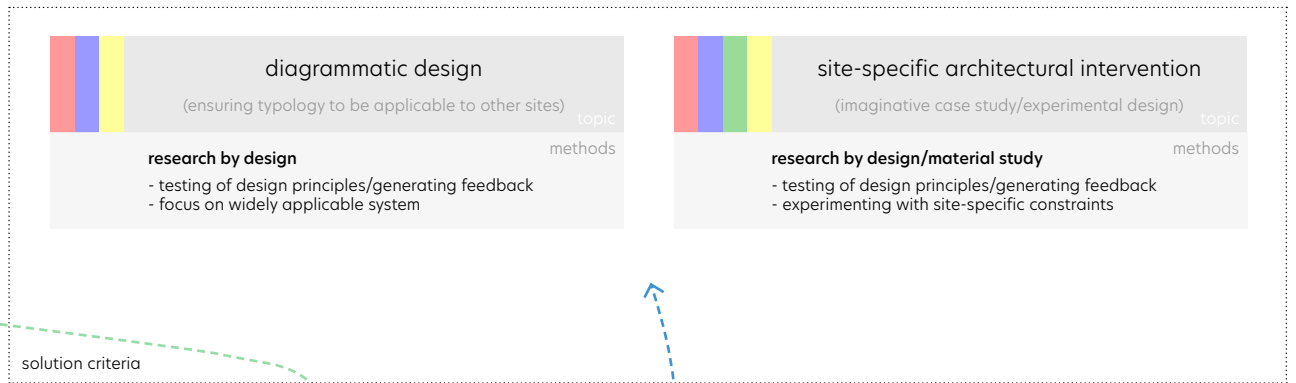 diagrammatic design
(ensuring typology to be applicable to other sites)
topic
methods
research by design
- testing of design principles/generating feedback
- focus on widely applicable system
site-specific architectural intervention
(imaginative case study/experimental design)
topic
methods
research by design/material study
- testing of design principles/generating feedback
- experimenting with site-specific constraints
solution criteria